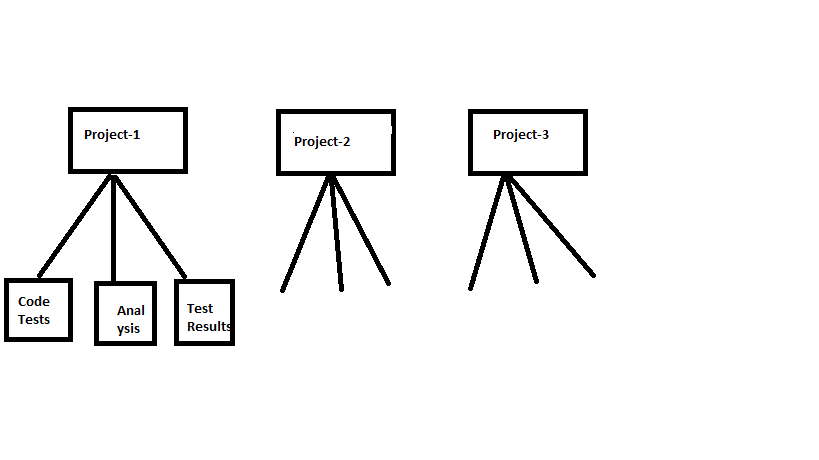 Project-1
Project-2
Project-3
Code
Tests
Anal
ysis
Test
Results